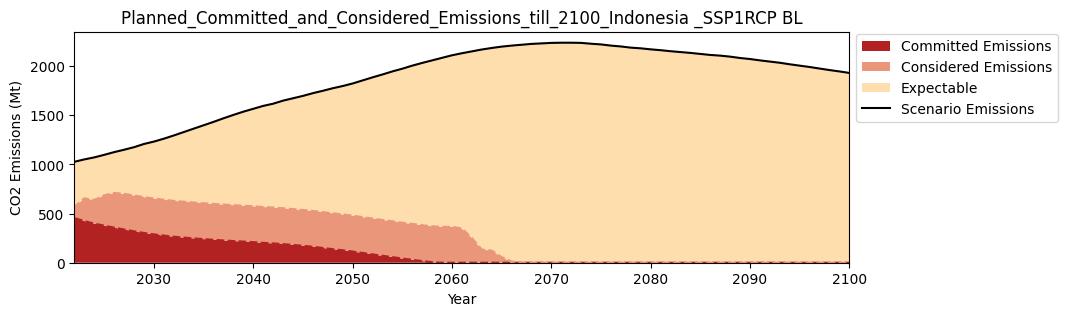 Planned_Committed_and_Considered_Emissions_till_2100_Indonesia _SSP1RCP BL
CO2 Emissions (Mt)
2000
1500
1000
500
0
2030 2040 2050 2060 2070 2080 2090 2100
Year
Committed Emissions
Considered Emissions
Expectable
Scenario Emissions